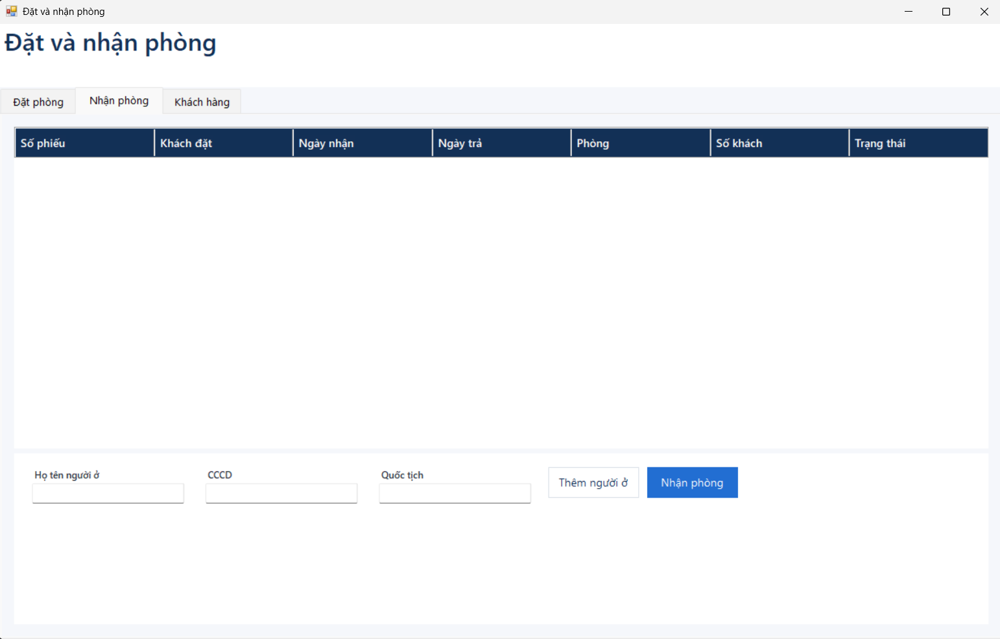 Đặt và nhận phòng
Đặt và nhận phòng
Đặt phòng Nhận phòng Khách hàng
Số phiếu Khách đặt Ngày nhận Ngày trả Phòng Số khách Trạng thái
Họ tên người ở CCCD Quốc tịch Thêm người ở Nhận phòng